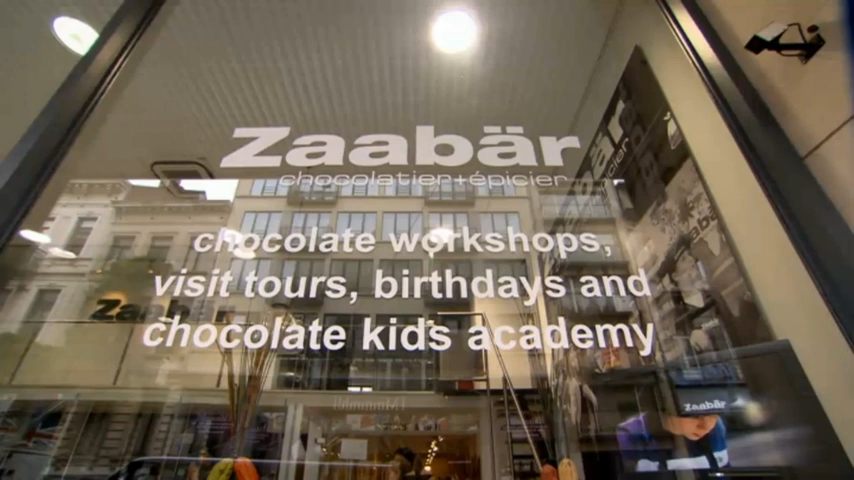 Zaabär
chocolatier+épicier
chocolate workshops,
visit tours, birthdays and
chocolate kids academy
Zaabär